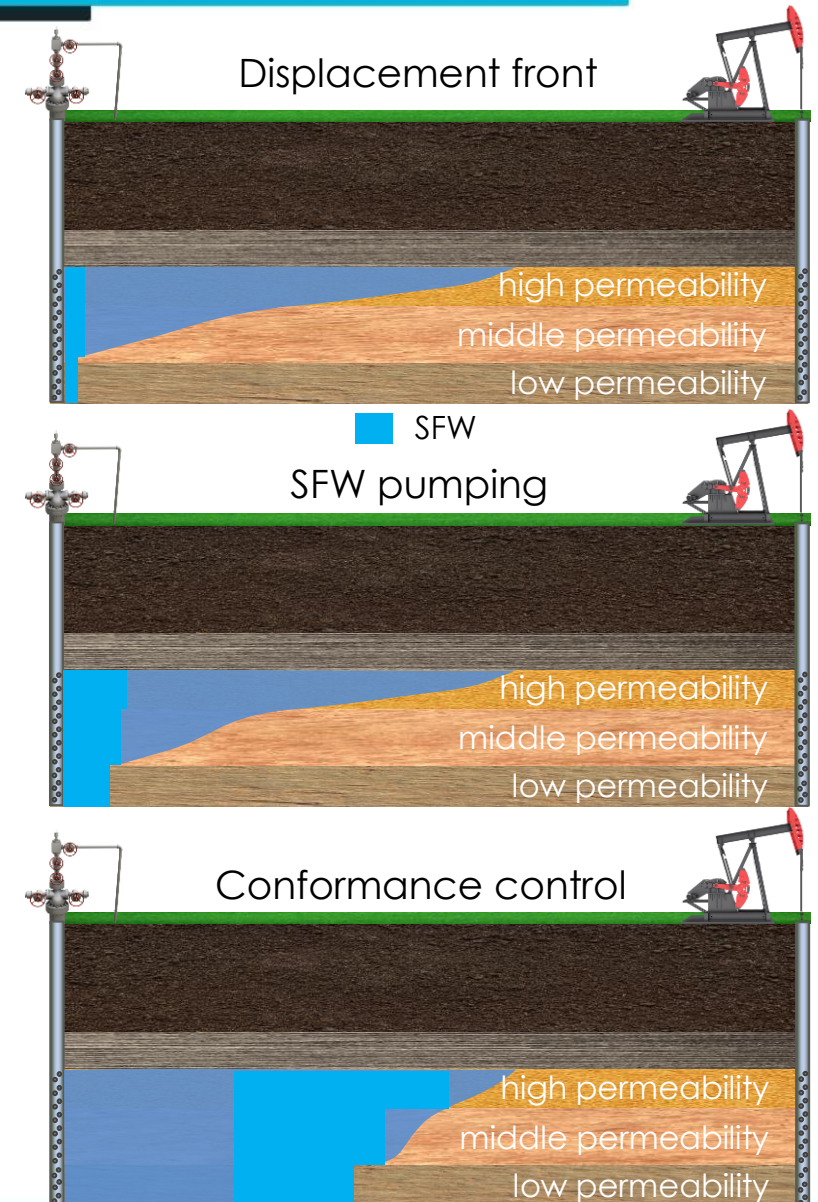 Displacement front
high permeability
middle permeability
low permeability
SFW
SFW pumping
high permeability
middle permeability
low permeability
Conformance control
high permeability
middle permeability
low permeability